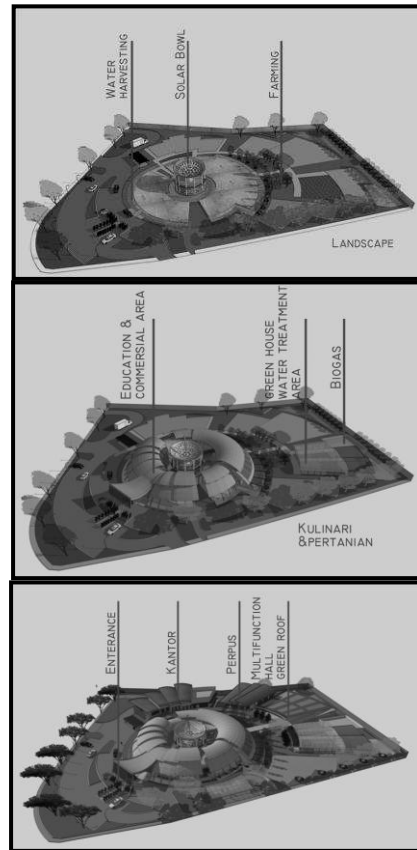 WATER
HARVESTING
SOLAR BOWL
FARMING
LANDSCAPE
EDUCATION &
COMMERSIAL AREA
GREEN HOUSE
WATER TREATMENT
AREA
BIOGAS
KULINARI
&PERTANIAN
ENTERANCE
KANTOR
PERPUS
MULTIFUNCTION
HALL
GREEN ROOF